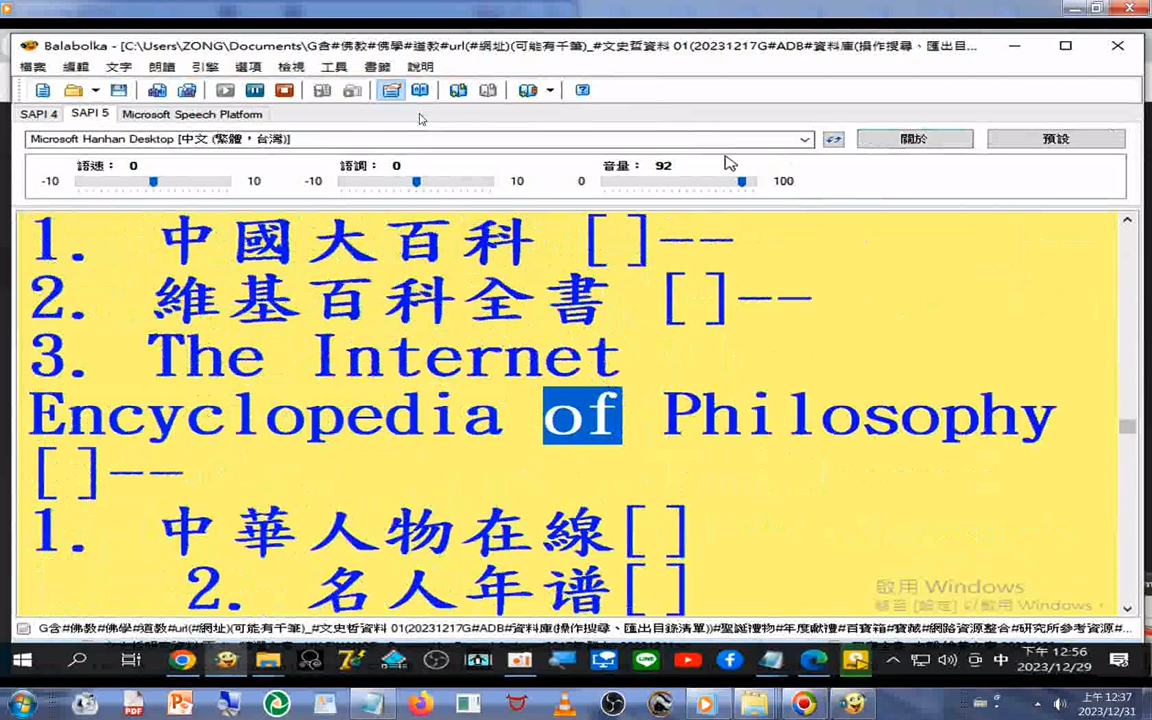 Balabolka - [C:\Users\ZONG\Documents\G含#佛教#佛學#道教#url(#網址)(可能有千筆)_#文史哲資料 01(20231217G#ADB#資料庫(操作搜尋、匯出目...
檔案 編輯 文字 朗讀 引擎 選項 檢視 工具 書籤 說明
SAPI 4 SAPI 5 Microsoft Speech Platform
Microsoft Hanhan Desktop [中文 (繁體，台灣)] 關於 預設
語速： 0 語調： 0 音量： 92
-10 10 -10 10 0 100
1. 中國大百科 []--
2. 維基百科全書 []--
3. The Internet
Encyclopedia of Philosophy
[]--
1. 中華人物在線[]
2. 名人年谱[]
啟用 Windows
移至 [設定] 以啟用 Windows。
G含#佛教#佛學#道教#url(#網址)(可能有千筆)_#文史哲資料 01(20231217G#ADB#資料庫(操作搜尋、匯出目錄清單))#聖誕禮物#年度獻禮#百寶箱#寶藏#網路資源整合#研究所參考資源#...
中 下午 12:56
2023/12/29
上午 12:37
2023/12/31